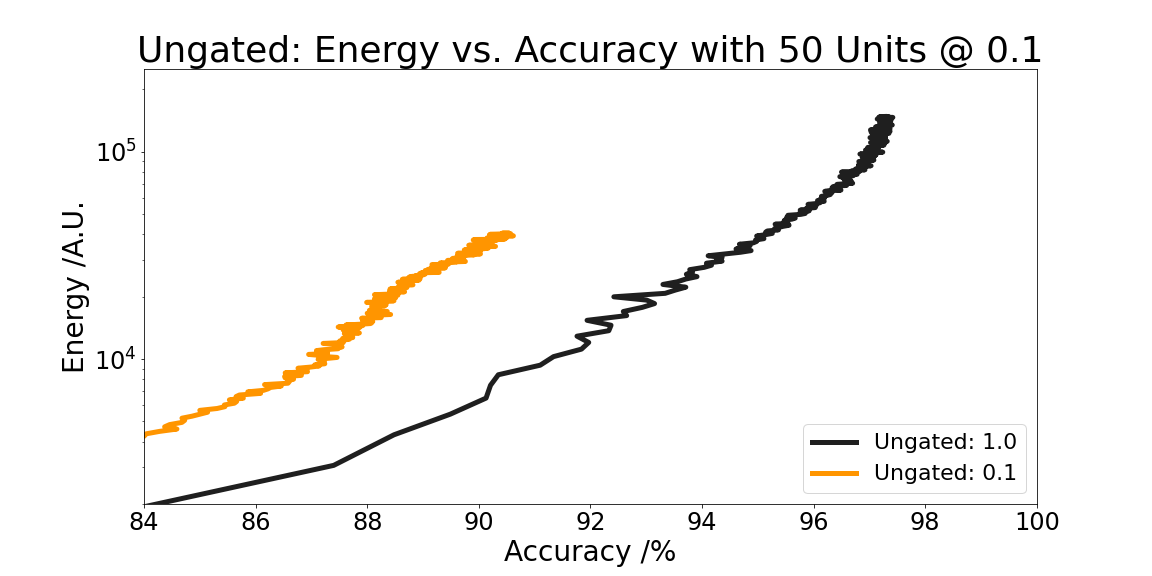 Ungated: Energy vs. Accuracy with 50 Units @ 0.1
10^5
10^4
Energy /A.U.
Ungated: 1.0
Ungated: 0.1
84 86 88 90 92 94 96 98 100
Accuracy /%